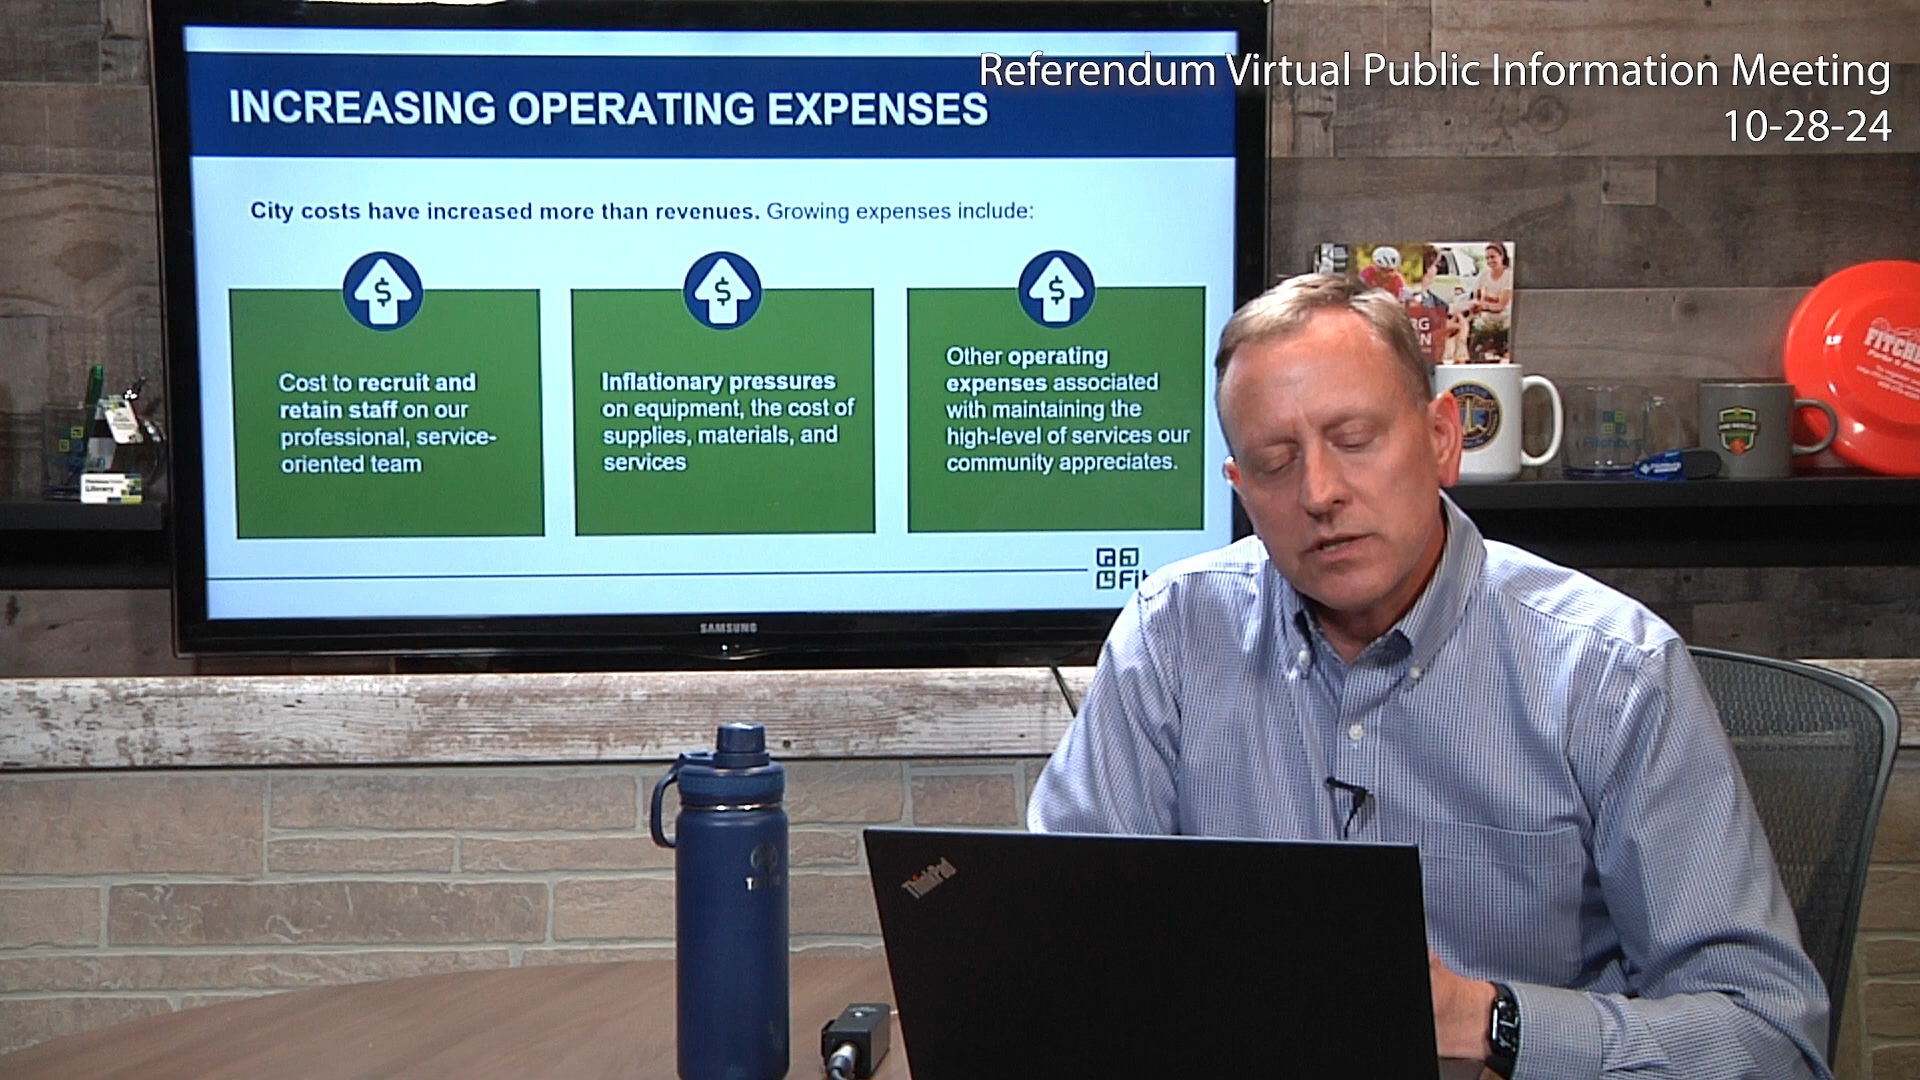 Referendum Virtual Public Information Meeting
10-28-24
INCREASING OPERATING EXPENSES
City costs have increased more than revenues. Growing expenses include:
$
Cost to recruit and
retain staff on our
professional, service-
oriented team
$
Inflationary pressures
on equipment, the cost of
supplies, materials, and
services
$
Other operating
expenses associated
with maintaining the
high-level of services our
community appreciates.
SAMSUNG
ThinkPad
Library